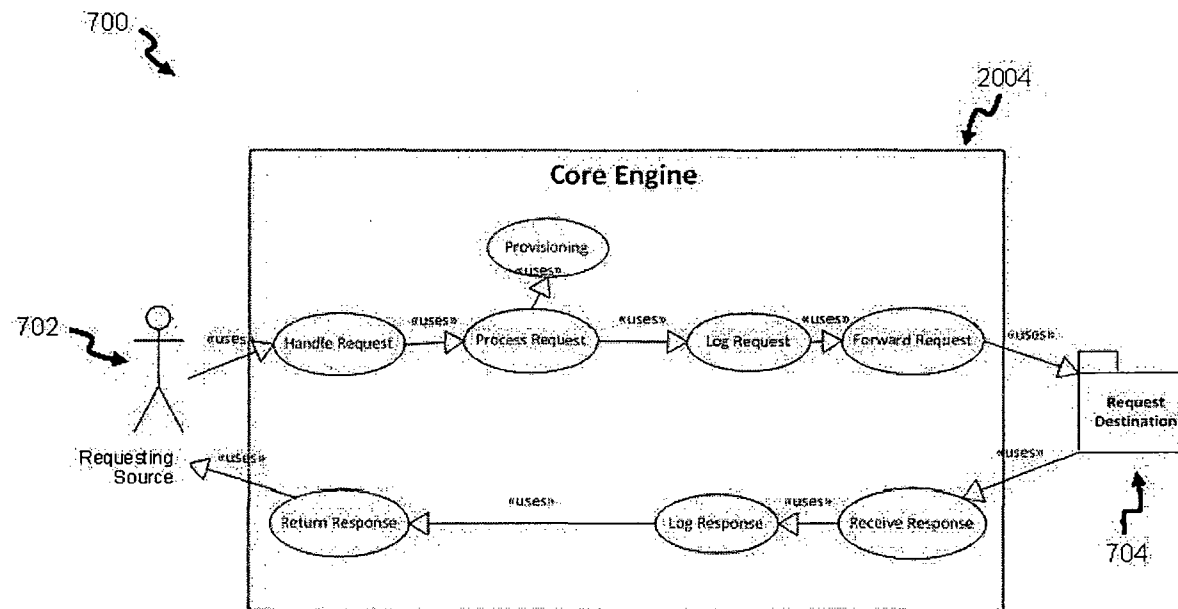 700
2004
Core Engine
Provisioning
«uses»
702
«uses»
Handle Request
«uses»
Process Request
«uses»
Log Request
«uses»
Forward Request
«uses»
Request
Destination
Requesting
Source
«uses»
Return Response
«uses»
Log Response
«uses»
Receive Response
«uses»
704